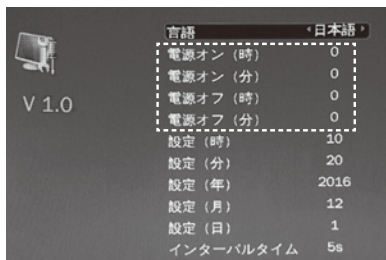 言語 日本語
電源オン（時） 0
電源オン（分） 0
電源オフ（時） 0
電源オフ（分） 0
V 1.0
設定（時） 10
設定（分） 20
設定（年） 2016
設定（月） 12
設定（日） 1
インターバルタイム 5s